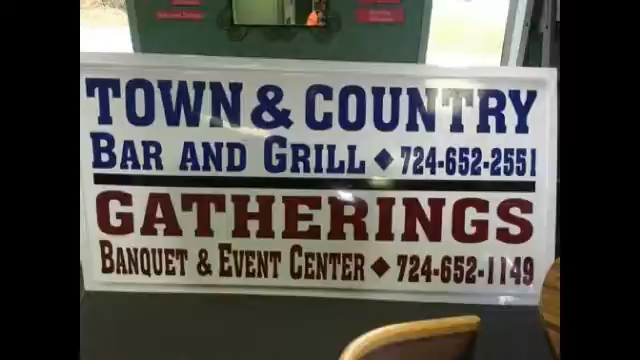 TOWN & COUNTRY
BAR AND GRILL ◆ 724-652-2551
GATHERINGS
BANQUET & EVENT CENTER ◆ 724-652-1149